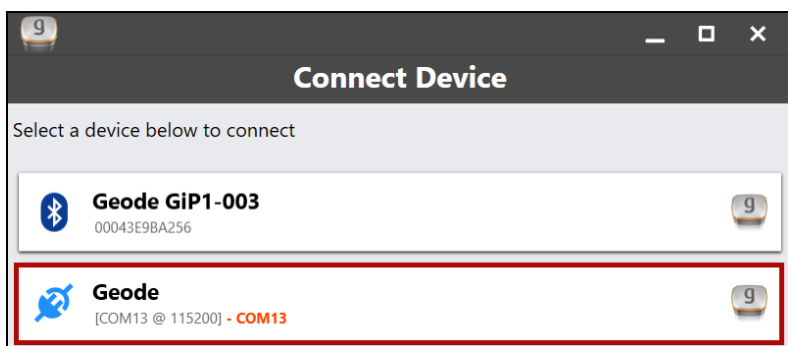 g
Connect Device
Select a device below to connect
Geode GiP1-003
00043E9BA256
g
Geode
[COM13 @ 115200] - COM13
g